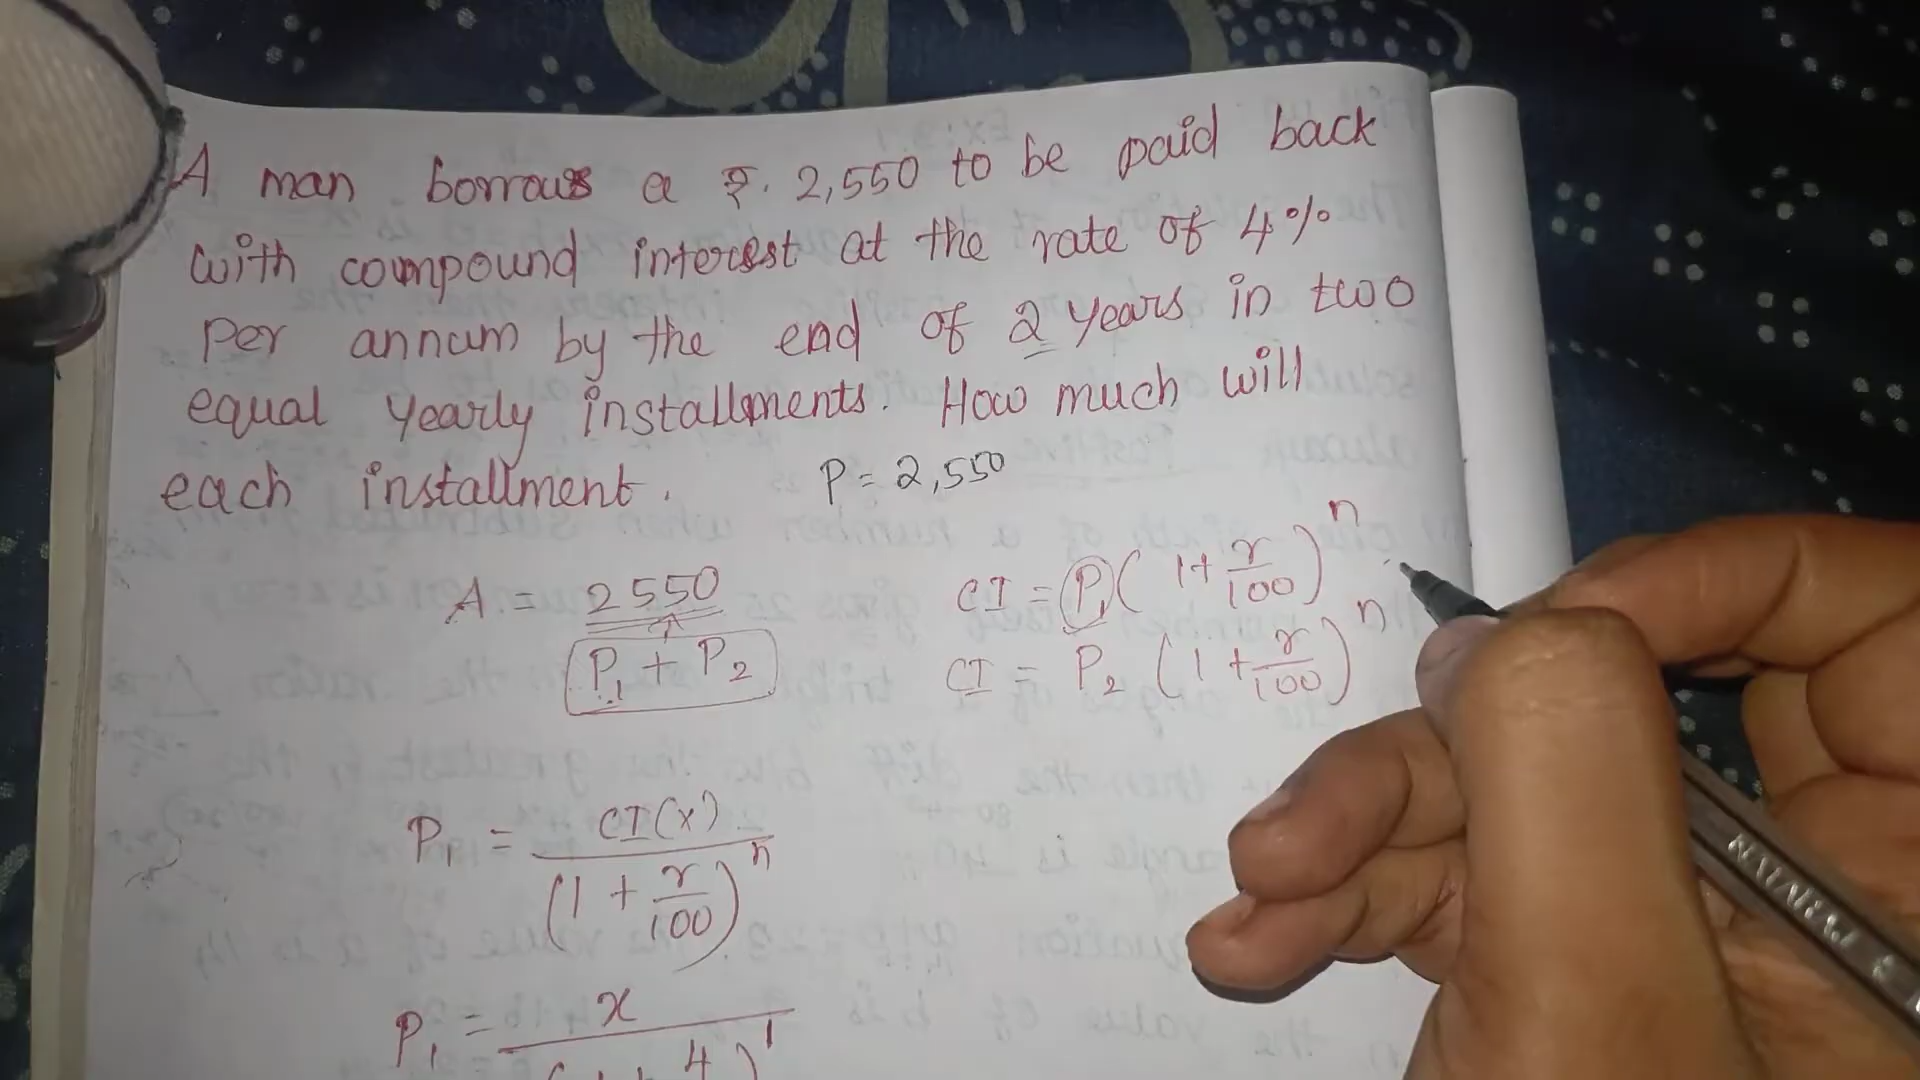 A man borrows a ₹. 2,550 to be paid back
with compound interest at the rate of 4%
per annum by the end of 2 years in two
equal yearly installments. How much will
each installment.
P = 2,550
A = 2550
P₁ + P₂
CI = P₁ ( 1 + r/100 )ⁿ
CI = P₂ ( 1 + r/100 )ⁿ
P₁ = CI(x) / (1 + r/100)ⁿ
P₁ = x
4 ) 1